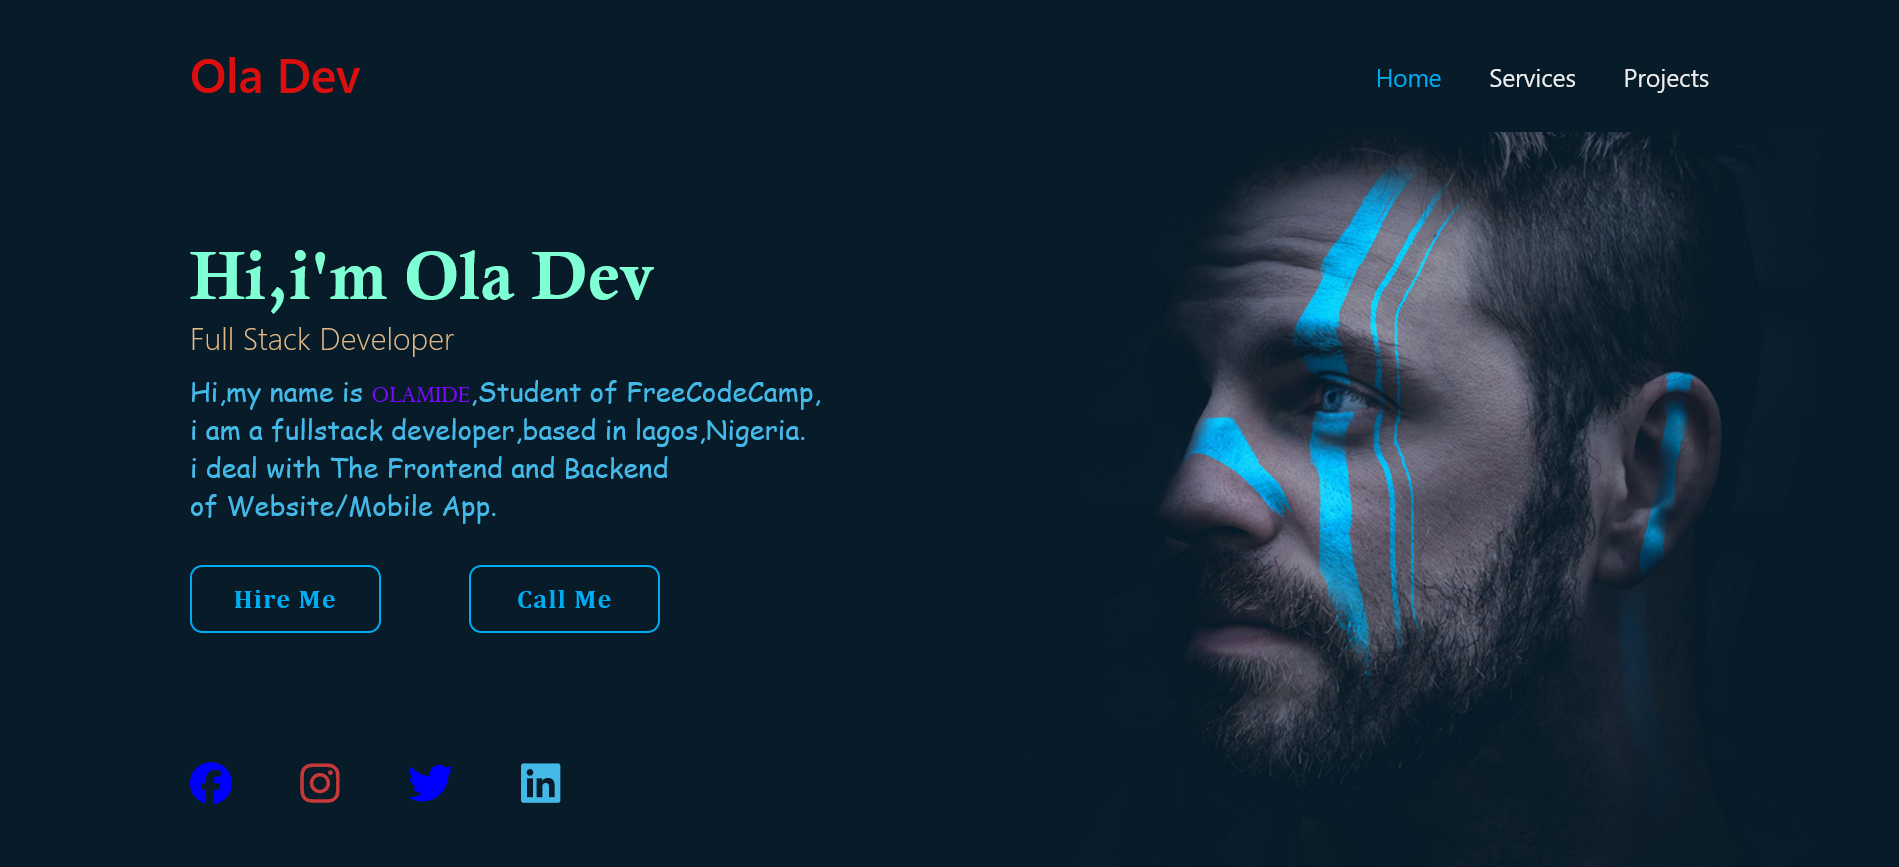 Ola Dev
Home Services Projects
Hi,i'm Ola Dev
Full Stack Developer
Hi,my name is OLAMIDE,Student of FreeCodeCamp,
i am a fullstack developer,based in lagos,Nigeria.
i deal with The Frontend and Backend
of Website/Mobile App.
Hire Me Call Me